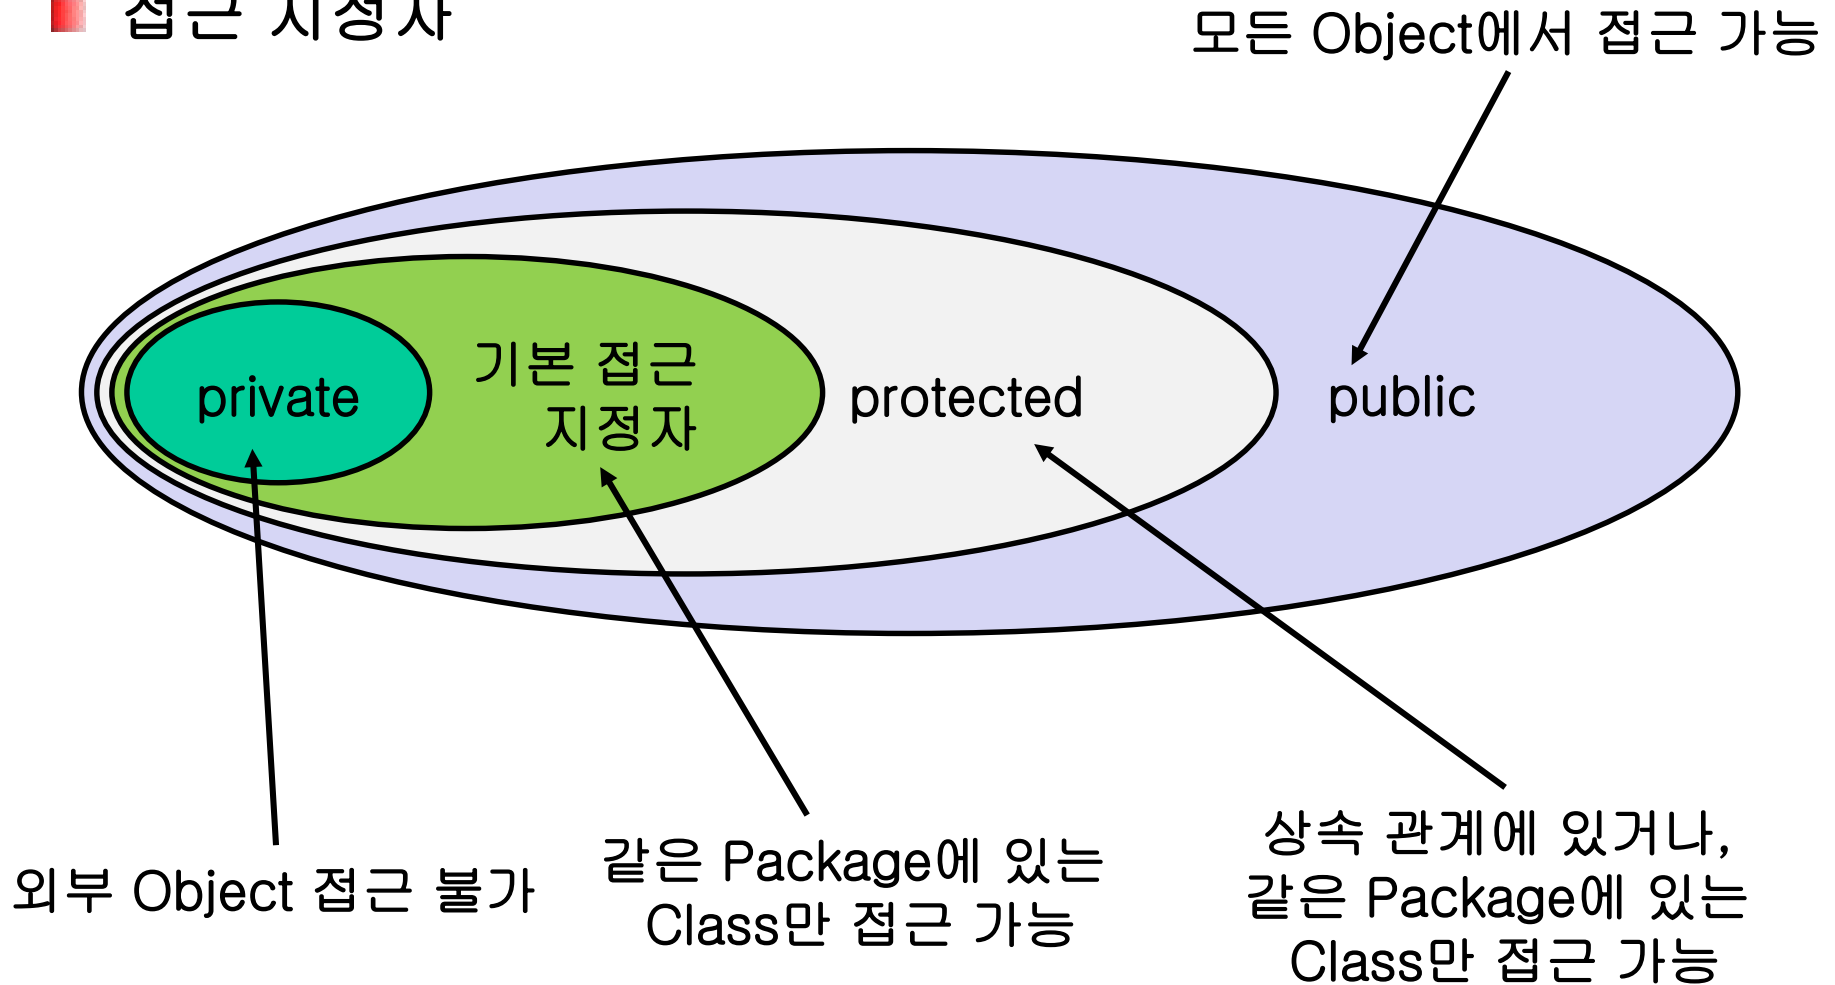 접근 지정자
모든 Object에서 접근 가능
private
기본 접근
지정자
protected
public
외부 Object 접근 불가
같은 Package에 있는
Class만 접근 가능
상속 관계에 있거나,
같은 Package에 있는
Class만 접근 가능